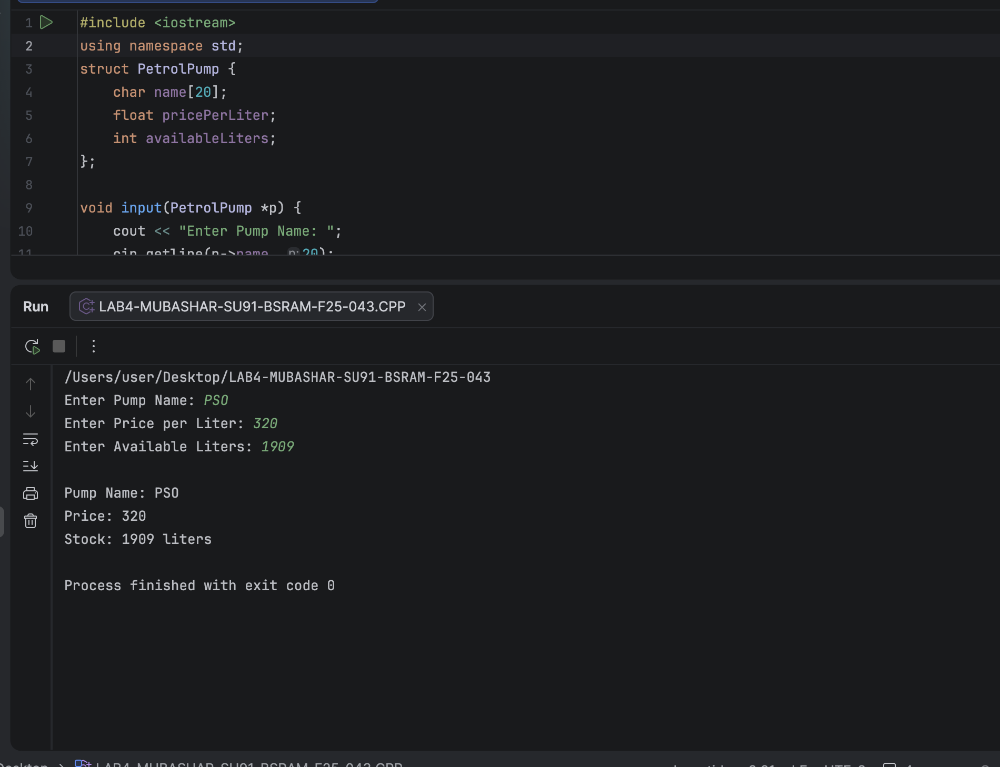 1 #include <iostream>
2 using namespace std;
3 struct PetrolPump {
4 char name[20];
5 float pricePerLiter;
6 int availableLiters;
7 };
8
9 void input(PetrolPump *p) {
10 cout << "Enter Pump Name: ";
11 cin.getline(p->name, n: 20);
Run LAB4-MUBASHAR-SU91-BSRAM-F25-043.CPP
/Users/user/Desktop/LAB4-MUBASHAR-SU91-BSRAM-F25-043
Enter Pump Name: PSO
Enter Price per Liter: 320
Enter Available Liters: 1909
Pump Name: PSO
Price: 320
Stock: 1909 liters
Process finished with exit code 0
Desktop > LAB4-MUBASHAR-SU91-BSRAM-F25-043.CPP